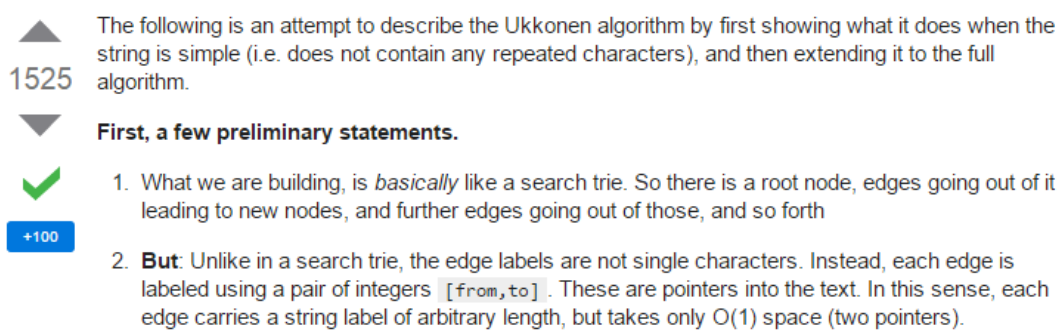 The following is an attempt to describe the Ukkonen algorithm by first showing what it does when the
string is simple (i.e. does not contain any repeated characters), and then extending it to the full
algorithm.
1525
First, a few preliminary statements.
1. What we are building, is basically like a search trie. So there is a root node, edges going out of it
leading to new nodes, and further edges going out of those, and so forth
+100
2. But: Unlike in a search trie, the edge labels are not single characters. Instead, each edge is
labeled using a pair of integers [from,to] . These are pointers into the text. In this sense, each
edge carries a string label of arbitrary length, but takes only O(1) space (two pointers).